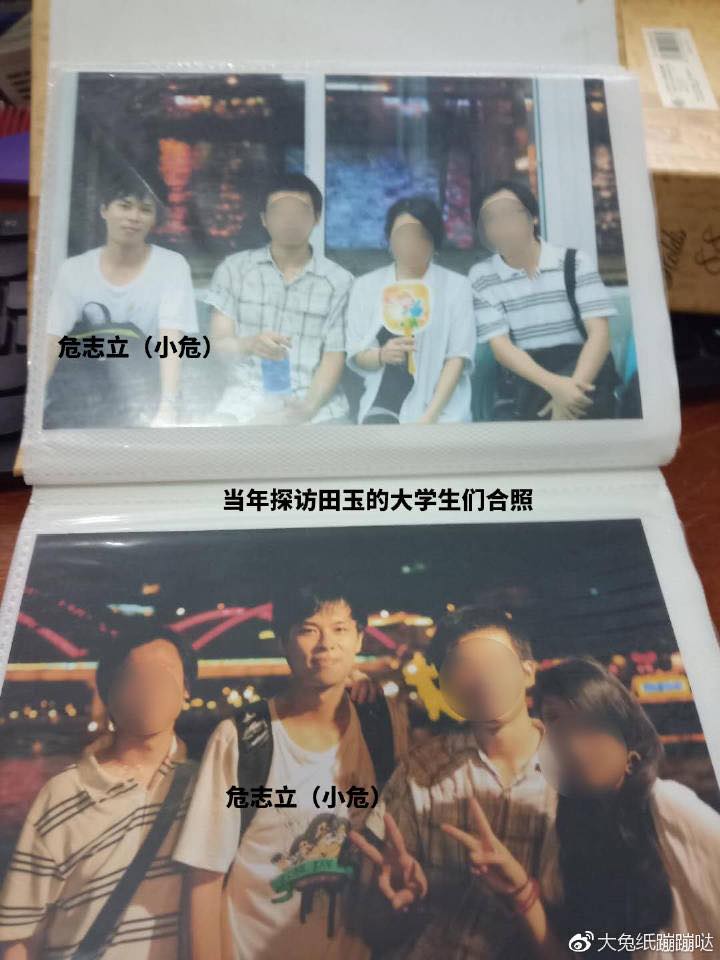 危志立（小危）
当年探访田玉的大学生们合照
危志立（小危）
@大兔纸蹦蹦哒